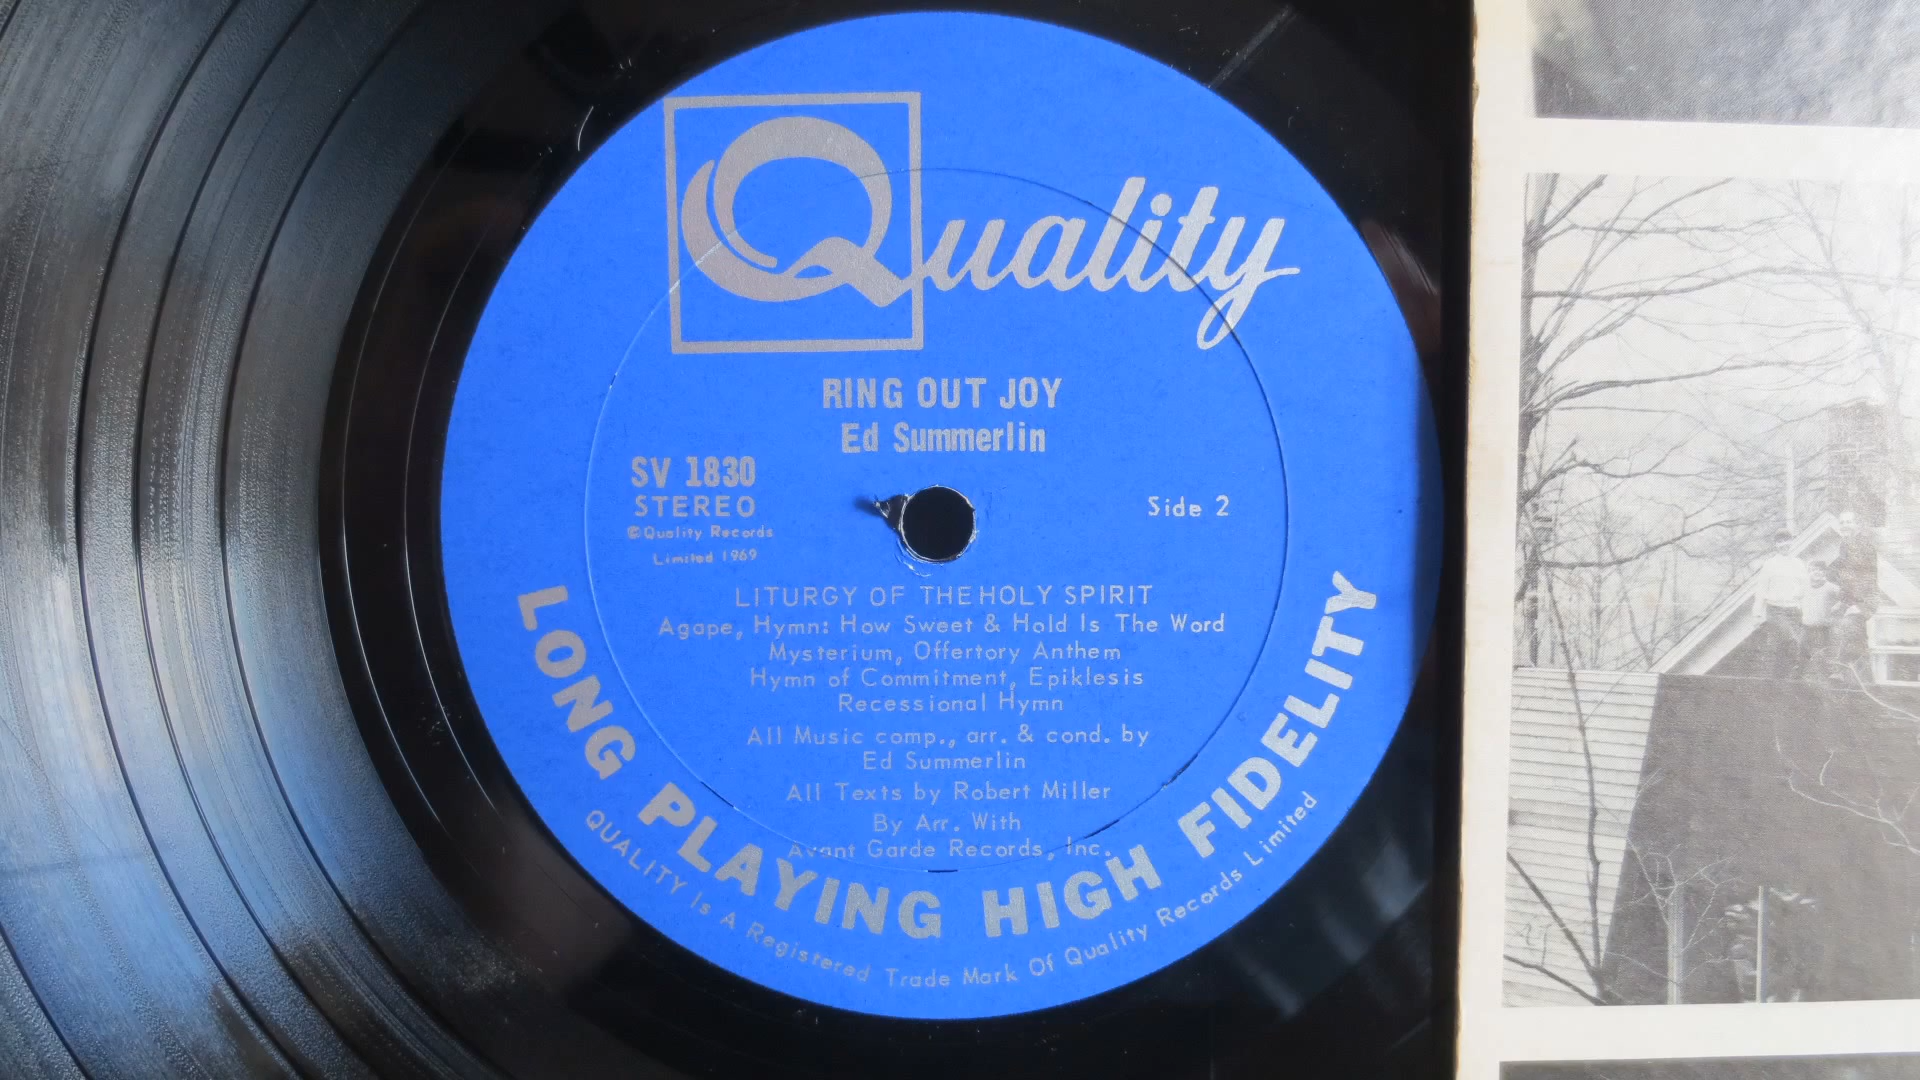 Quality
RING OUT JOY
Ed Summerlin
SV 1830
STEREO
©Quality Records
Limited 1969
Side 2
LITURGY OF THE HOLY SPIRIT
Agape, Hymn: How Sweet & Hold Is The Word
Mysterium, Offertory Anthem
Hymn of Commitment, Epiklesis
Recessional Hymn
All Music comp., arr. & cond. by
Ed Summerlin
All Texts by Robert Miller
By Arr. With
Avant Garde Records, Inc.
LONG PLAYING HIGH FIDELITY
QUALITY Is A Registered Trade Mark Of Quality Records Limited